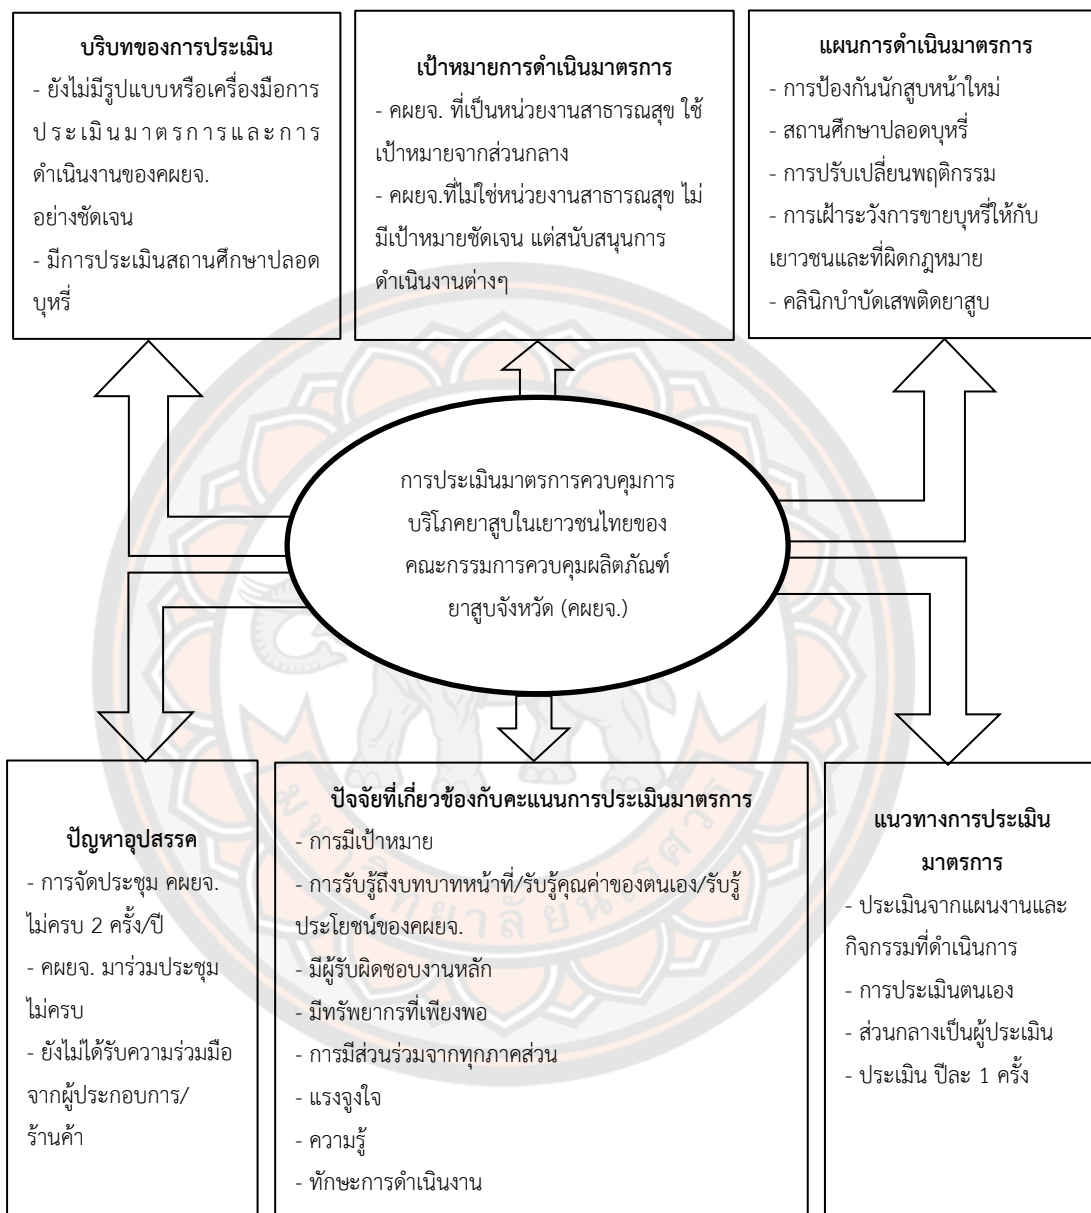 บริบทของการประเมิน
- ยังไม่มีรูปแบบหรือเครื่องมือการ
ประเมินมาตรการและการ
ดำเนินงานของคผยจ.
อย่างชัดเจน
- มีการประเมินสถานศึกษาปลอด
บุหรี่
เป้าหมายการดำเนินมาตรการ
- คผยจ. ที่เป็นหน่วยงานสาธารณสุข ใช้
เป้าหมายจากส่วนกลาง
- คผยจ.ที่ไม่ใช่หน่วยงานสาธารณสุข ไม่
มีเป้าหมายชัดเจน แต่สนับสนุนการ
ดำเนินงานต่างๆ
แผนการดำเนินมาตรการ
- การป้องกันนักสูบหน้าใหม่
- สถานศึกษาปลอดบุหรี่
- การปรับเปลี่ยนพฤติกรรม
- การเฝ้าระวังการขายบุหรี่ให้กับ
เยาวชนและที่ผิดกฎหมาย
- คลินิกบำบัดเสพติดยาสูบ
การประเมินมาตรการควบคุมการ
บริโภคยาสูบในเยาวชนไทยของ
คณะกรรมการควบคุมผลิตภัณฑ์
ยาสูบจังหวัด (คผยจ.)
ปัญหาอุปสรรค
- การจัดประชุม คผยจ.
ไม่ครบ 2 ครั้ง/ปี
- คผยจ. มาร่วมประชุม
ไม่ครบ
- ยังไม่ได้รับความร่วมมือ
จากผู้ประกอบการ/
ร้านค้า
ปัจจัยที่เกี่ยวข้องกับคะแนนการประเมินมาตรการ
- การมีเป้าหมาย
- การรับรู้ถึงบทบาทหน้าที่/รับรู้คุณค่าของตนเอง/รับรู้
ประโยชน์ของคผยจ.
- มีผู้รับผิดชอบงานหลัก
- มีทรัพยากรที่เพียงพอ
- การมีส่วนร่วมจากทุกภาคส่วน
- แรงจูงใจ
- ความรู้
- ทักษะการดำเนินงาน
แนวทางการประเมิน
มาตรการ
- ประเมินจากแผนงานและ
กิจกรรมที่ดำเนินการ
- การประเมินตนเอง
- ส่วนกลางเป็นผู้ประเมิน
- ประเมิน ปีละ 1 ครั้ง
มหาวิทยาลัยนเรศวร